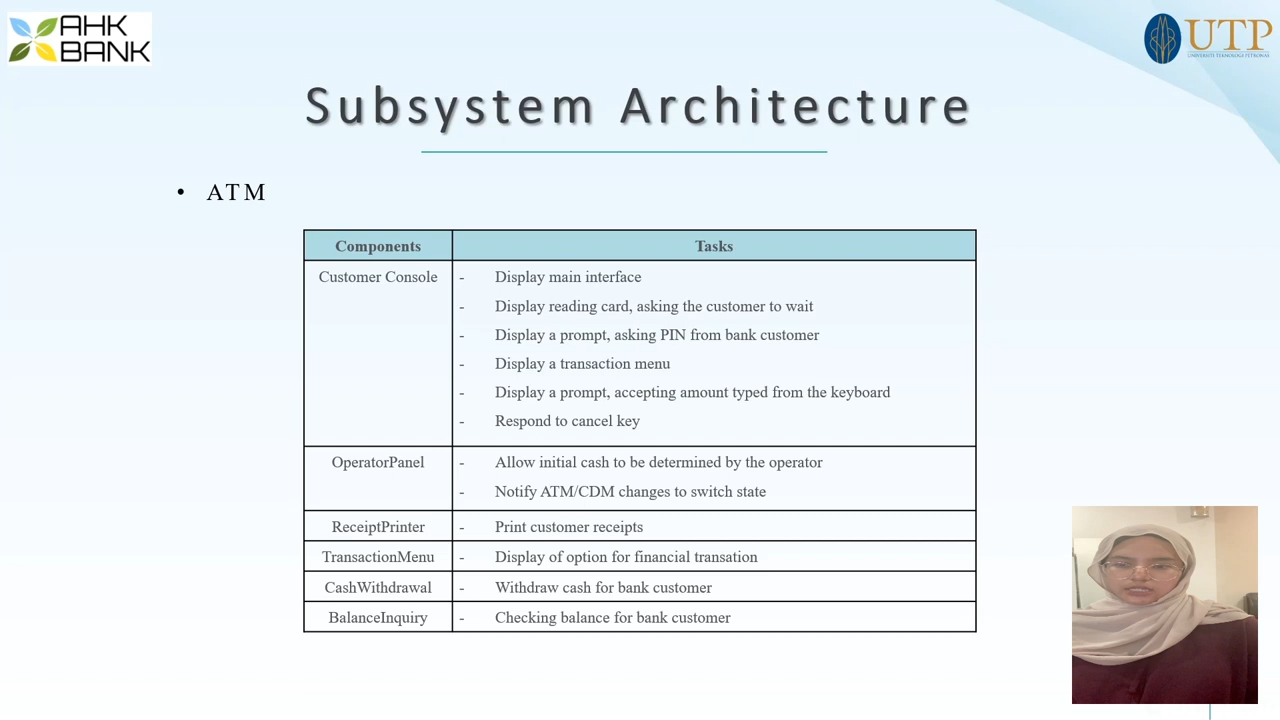 AHK
BANK
UTP
UNIVERSITI TEKNOLOGI PETRONAS
Subsystem Architecture
• ATM
Components Tasks
Customer Console - Display main interface
- Display reading card, asking the customer to wait
- Display a prompt, asking PIN from bank customer
- Display a transaction menu
- Display a prompt, accepting amount typed from the keyboard
- Respond to cancel key
OperatorPanel - Allow initial cash to be determined by the operator
- Notify ATM/CDM changes to switch state
ReceiptPrinter - Print customer receipts
TransactionMenu - Display of option for financial transation
CashWithdrawal - Withdraw cash for bank customer
BalanceInquiry - Checking balance for bank customer